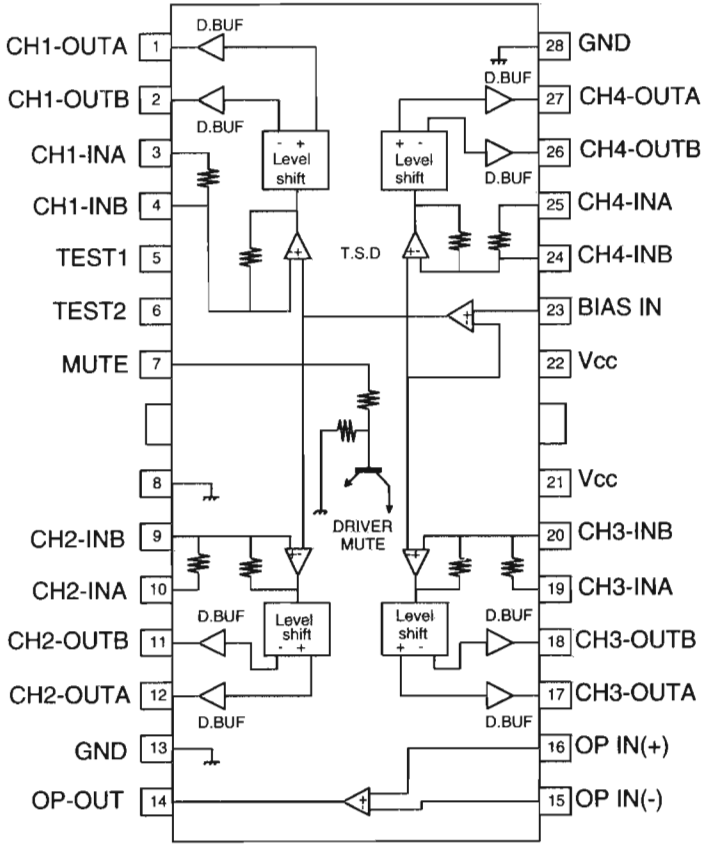 D.BUF
CH1-OUTA 1 28 GND
D.BUF
CH1-OUTB 2 27 CH4-OUTA
D.BUF
CH1-INA 3 - + Level shift + - Level shift 26 CH4-OUTB
D.BUF
CH1-INB 4 25 CH4-INA
TEST1 5 -+ T.S.D +- 24 CH4-INB
TEST2 6 + - 23 BIAS IN
MUTE 7 22 Vcc
8 21 Vcc
DRIVER
MUTE
CH2-INB 9 +- -+ 20 CH3-INB
CH2-INA 10 19 CH3-INA
D.BUF Level shift Level shift D.BUF
CH2-OUTB 11 - + + - 18 CH3-OUTB
CH2-OUTA 12 17 CH3-OUTA
D.BUF D.BUF
GND 13 16 OP IN(+)
OP-OUT 14 + - 15 OP IN(-)